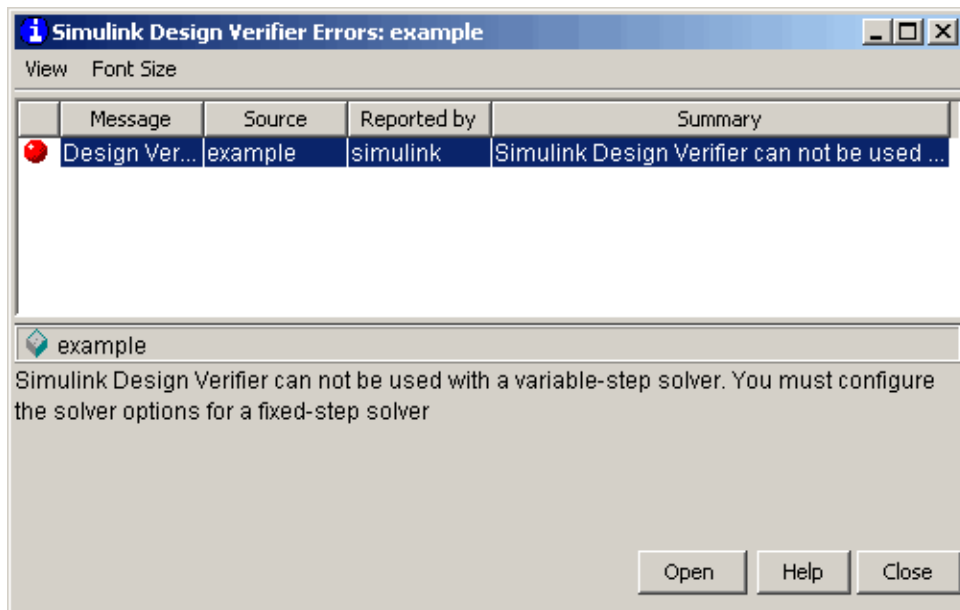 Simulink Design Verifier Errors: example
View Font Size
Message Source Reported by Summary
Design Ver... example simulink Simulink Design Verifier can not be used ...
example
Simulink Design Verifier can not be used with a variable-step solver. You must configure
the solver options for a fixed-step solver
Open Help Close